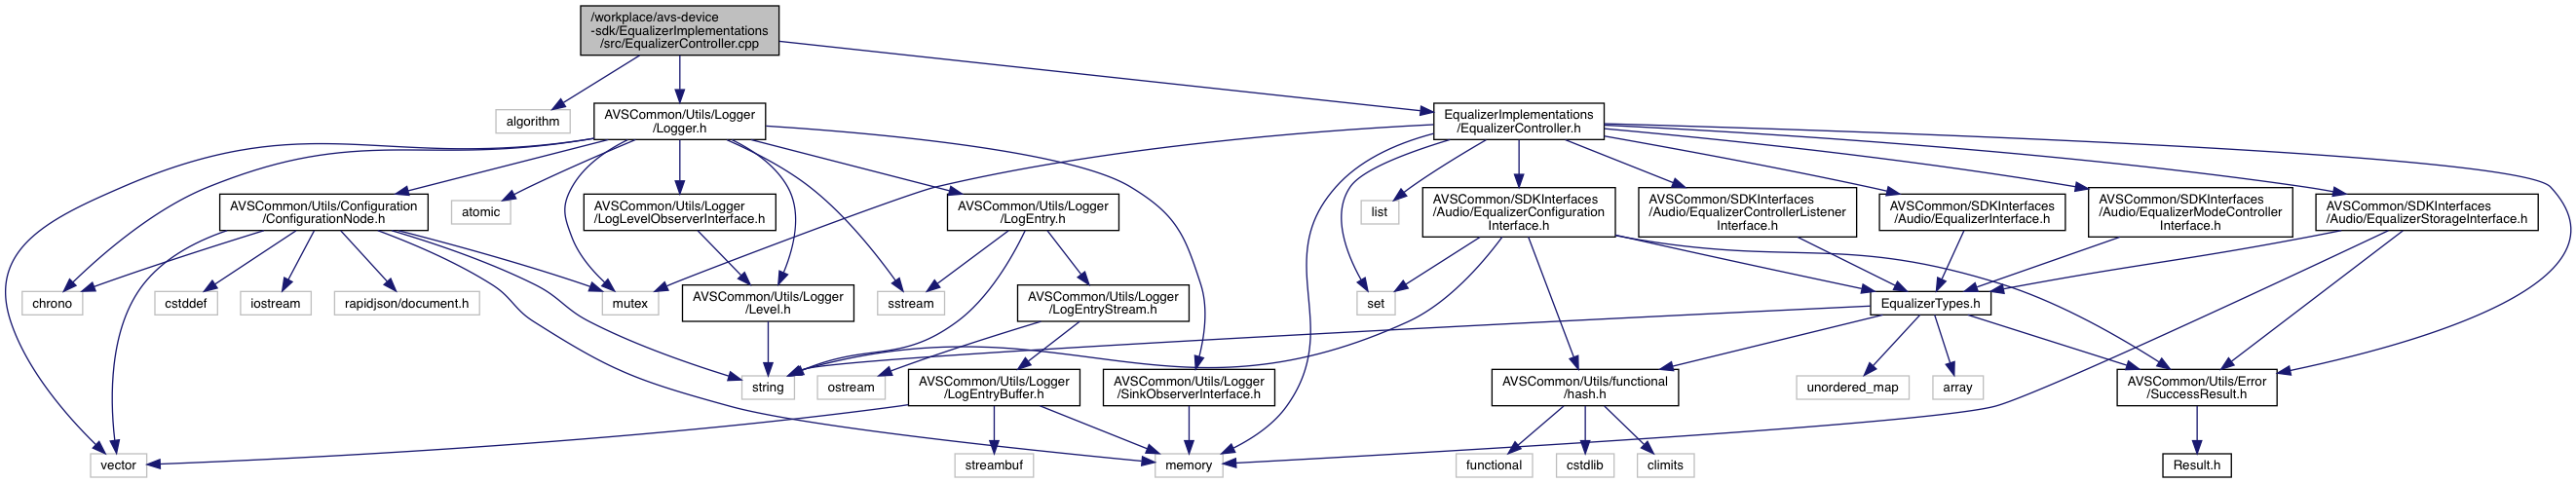 /workplace/avs-device
-sdk/EqualizerImplementations
/src/EqualizerController.cpp
algorithm
AVSCommon/Utils/Logger
/Logger.h
EqualizerImplementations
/EqualizerController.h
AVSCommon/Utils/Configuration
/ConfigurationNode.h
atomic
AVSCommon/Utils/Logger
/LogLevelObserverInterface.h
AVSCommon/Utils/Logger
/LogEntry.h
list
AVSCommon/SDKInterfaces
/Audio/EqualizerConfiguration
Interface.h
AVSCommon/SDKInterfaces
/Audio/EqualizerControllerListener
Interface.h
AVSCommon/SDKInterfaces
/Audio/EqualizerInterface.h
AVSCommon/SDKInterfaces
/Audio/EqualizerModeController
Interface.h
AVSCommon/SDKInterfaces
/Audio/EqualizerStorageInterface.h
chrono
cstddef
iostream
rapidjson/document.h
mutex
AVSCommon/Utils/Logger
/Level.h
sstream
AVSCommon/Utils/Logger
/LogEntryStream.h
set
EqualizerTypes.h
string
ostream
AVSCommon/Utils/Logger
/LogEntryBuffer.h
AVSCommon/Utils/Logger
/SinkObserverInterface.h
AVSCommon/Utils/functional
/hash.h
unordered_map
array
AVSCommon/Utils/Error
/SuccessResult.h
vector
streambuf
memory
functional
cstdlib
climits
Result.h